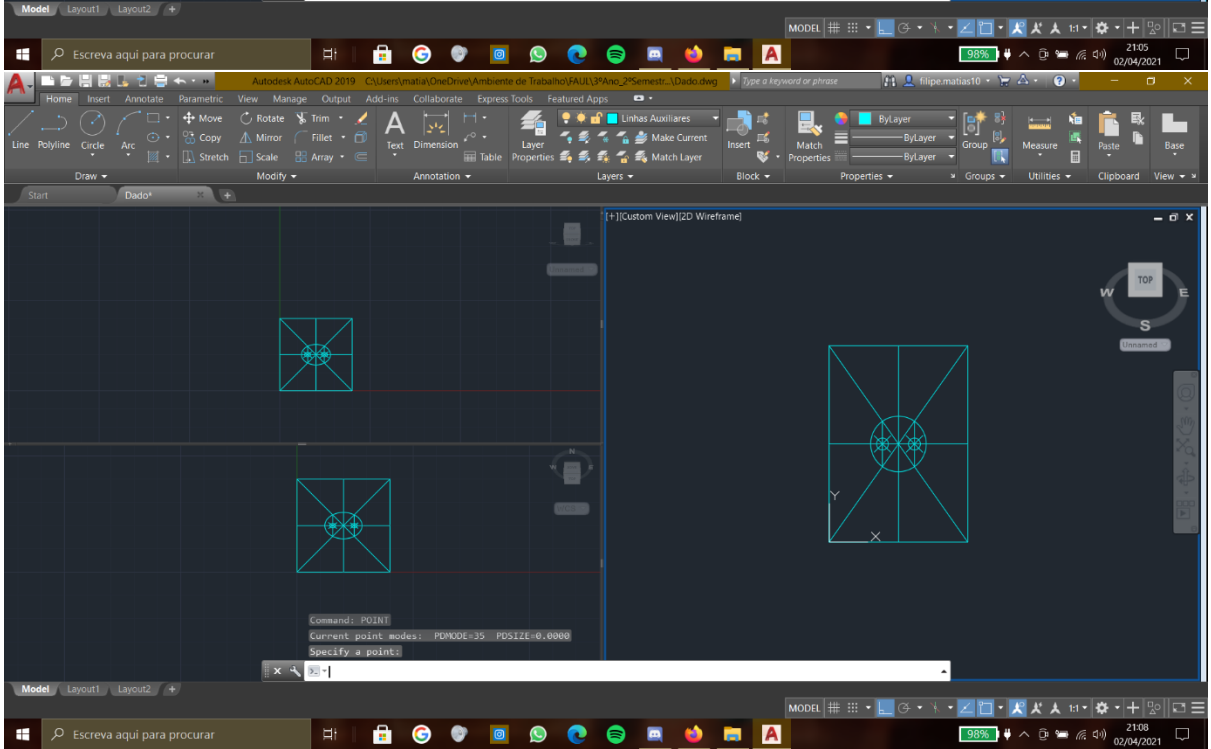 Model Layout1 Layout2 +
MODEL 1:1
Escreva aqui para procurar 98% 21:05
02/04/2021
Autodesk AutoCAD 2019 C:\Users\matia\OneDrive\Ambiente de Trabalho\FAUL\3ºAno_2ºSemestr...\Dado.dwg Type a keyword or phrase filipe.matias10
Home Insert Annotate Parametric View Manage Output Add-ins Collaborate Express Tools Featured Apps
Line Polyline Circle Arc Move Rotate Trim Text Dimension Layer Properties Linhas Auxiliares Insert Match Properties ByLayer Group Measure Paste Base
Copy Mirror Fillet Make Current ByLayer
Stretch Scale Array Table Match Layer ByLayer
Draw Modify Annotation Layers Block Properties Groups Utilities Clipboard View
Start Dado* +
[+][Custom View][2D Wireframe]
TOP
W E
S
Unnamed
Unnamed
N
Y
X
Command: POINT
Current point modes: PDMODE=35 PDSIZE=0.0000
Specify a point:
Model Layout1 Layout2 +
MODEL 1:1
Escreva aqui para procurar 98% 21:08
02/04/2021